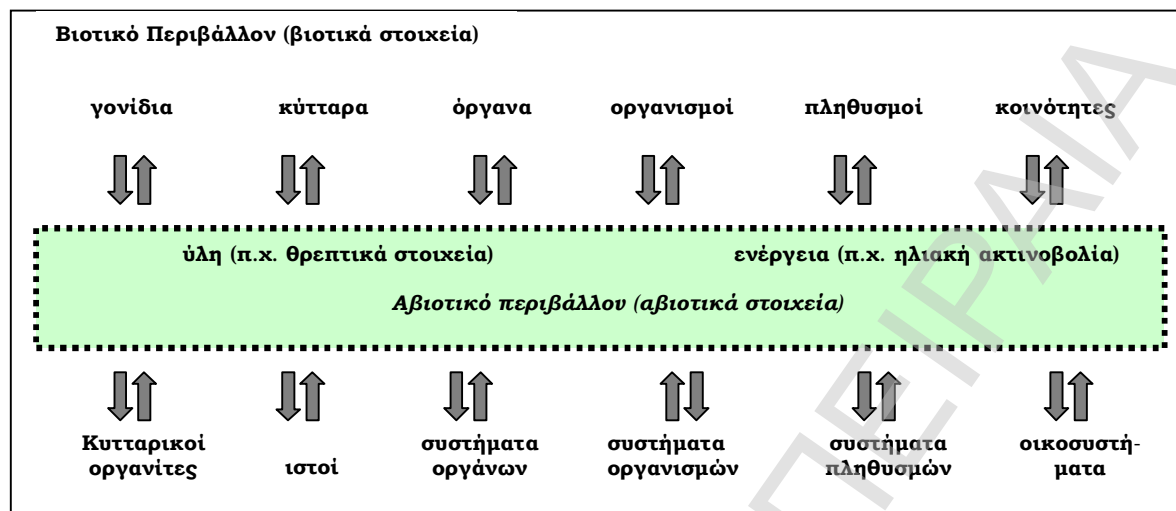 Βιοτικό Περιβάλλον (βιοτικά στοιχεία)
γονίδια κύτταρα όργανα οργανισμοί πληθυσμοί κοινότητες
ύλη (π.χ. θρεπτικά στοιχεία) ενέργεια (π.χ. ηλιακή ακτινοβολία)
Αβιοτικό περιβάλλον (αβιοτικά στοιχεία)
Κυτταρικοί οργανίτες ιστοί συστήματα οργάνων συστήματα οργανισμών συστήματα πληθυσμών οικοσυστή-
ματα
ΠΕΙΡΑΙΑ